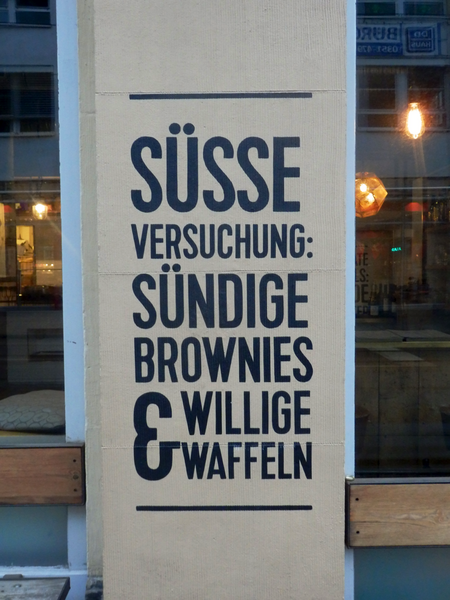 SÜSSE
VERSUCHUNG:
SÜNDIGE
BROWNIES
& WILLIGE
WAFFELN